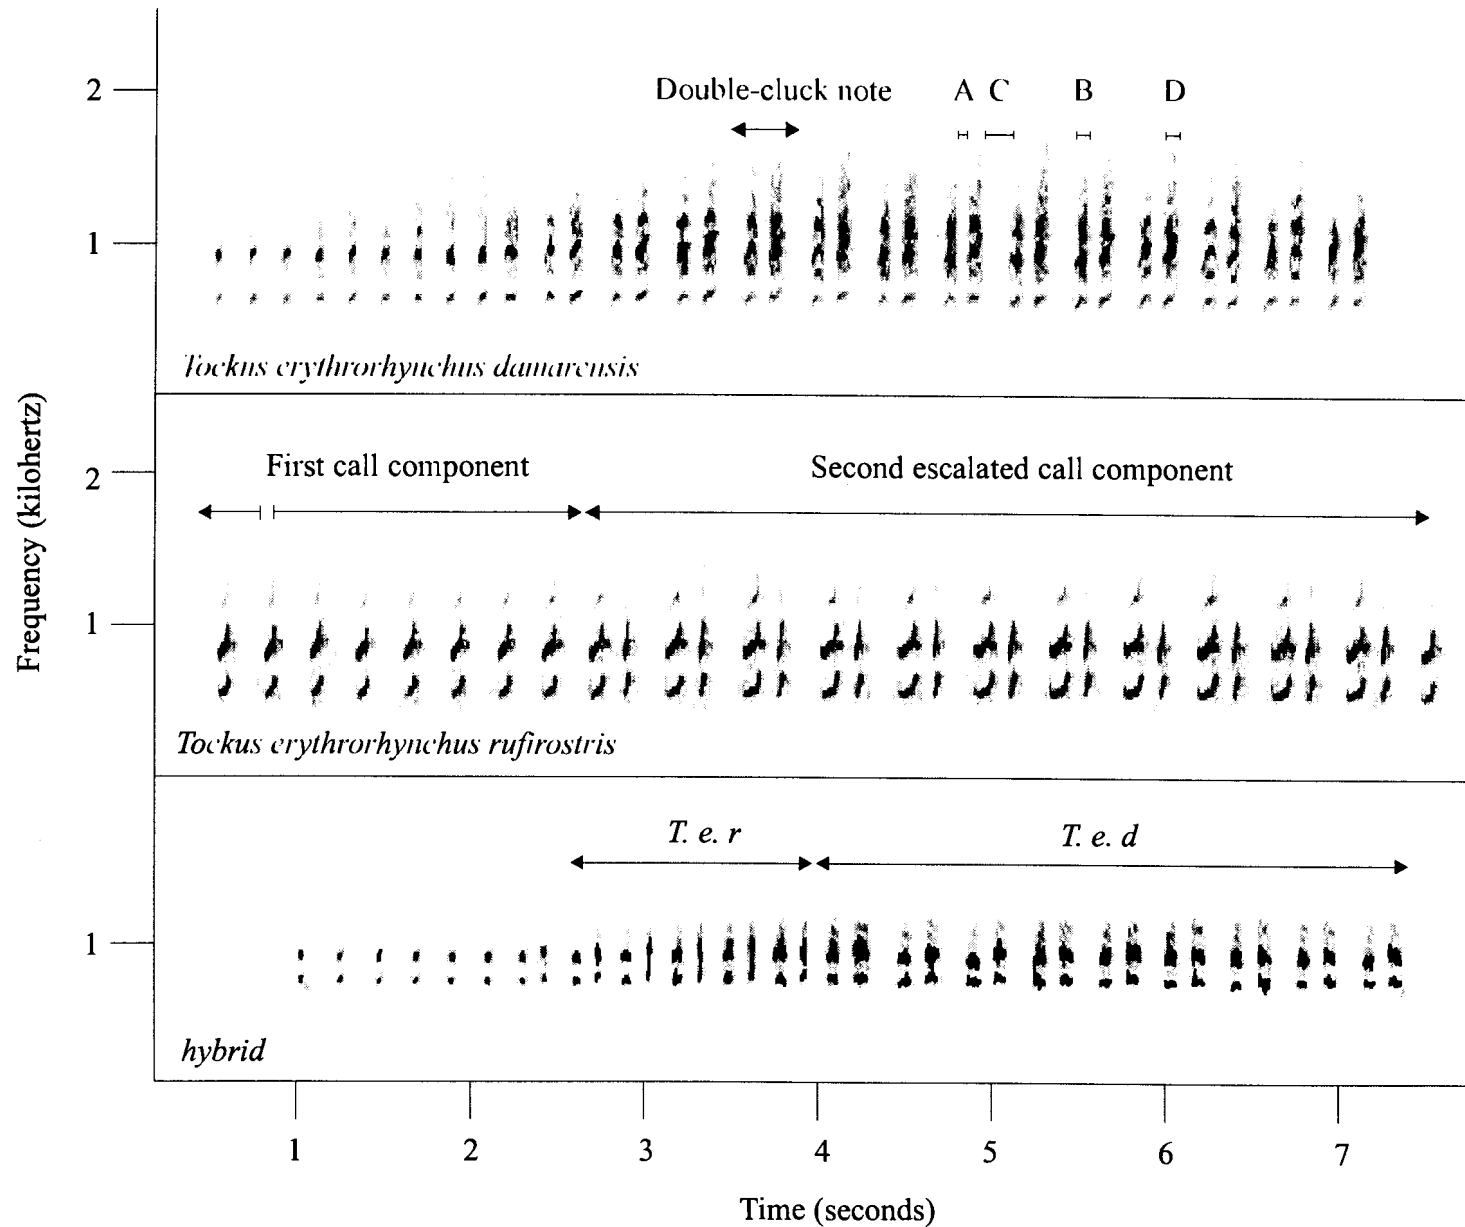 2
Double-cluck note A C B D
1
Tockus erythrorhynchus damarensis
Frequency (kilohertz)
2
First call component Second escalated call component
1
Tockus erythrorhynchus rufirostris
T. e. r T. e. d
1
hybrid
1 2 3 4 5 6 7
Time (seconds)